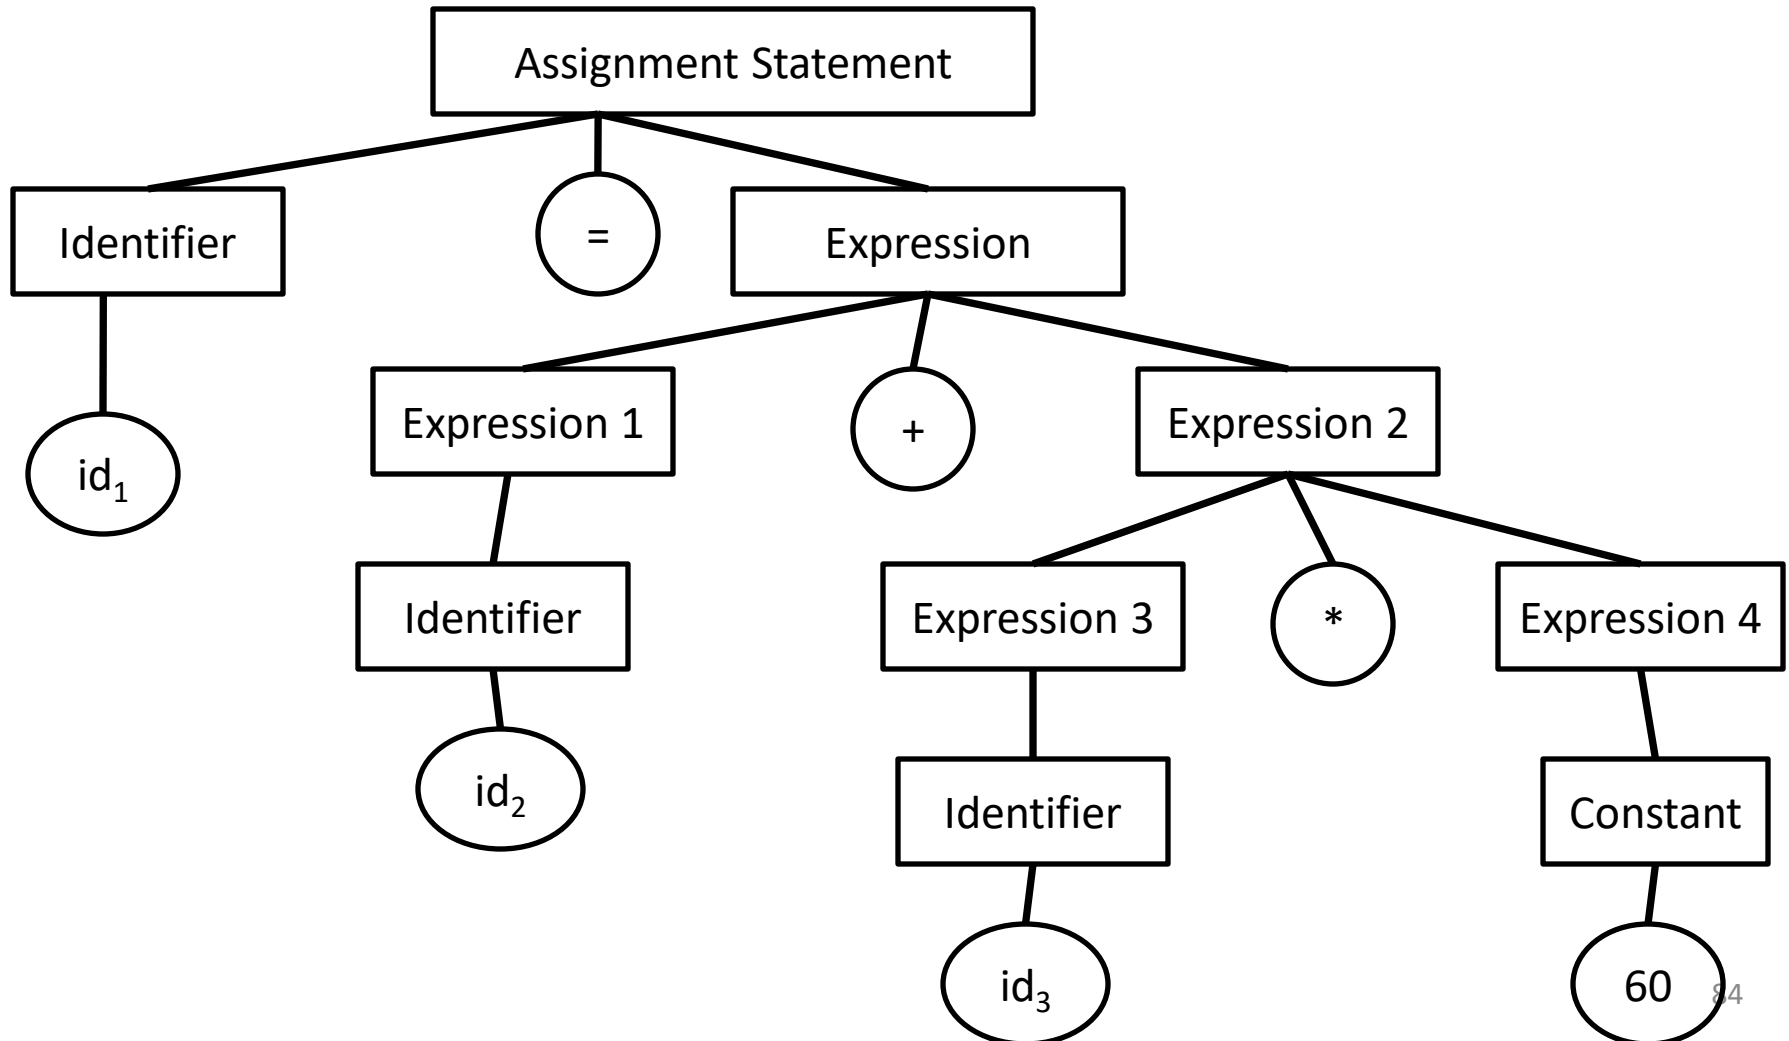 Assignment Statement
Identifier
=
Expression
Expression 1
+
Expression 2
id₁
Identifier
Expression 3
*
Expression 4
id₂
Identifier
Constant
id₃
60
84